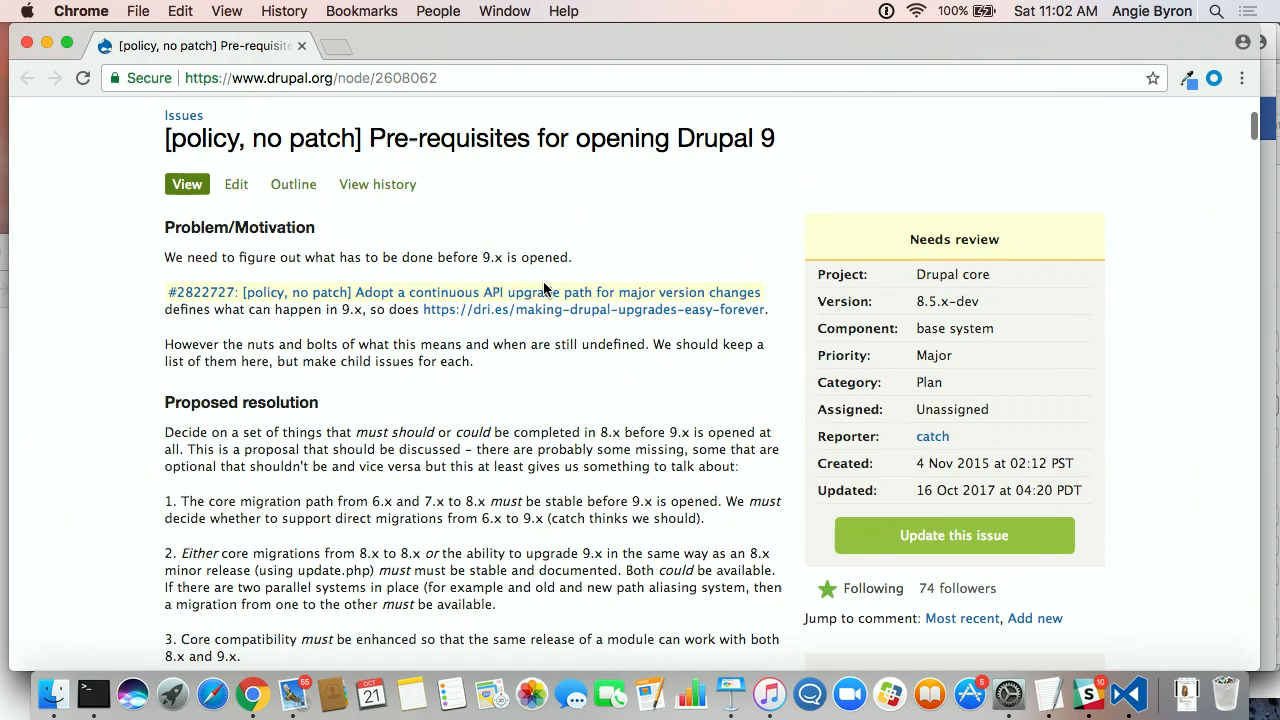 Chrome File Edit View History Bookmarks People Window Help 100% Sat 11:02 AM Angie Byron
[policy, no patch] Pre-requisite
Secure https://www.drupal.org/node/2608062
Issues
[policy, no patch] Pre-requisites for opening Drupal 9
View Edit Outline View history
Problem/Motivation
We need to figure out what has to be done before 9.x is opened.
#2822727: [policy, no patch] Adopt a continuous API upgrade path for major version changes
defines what can happen in 9.x, so does https://dri.es/making-drupal-upgrades-easy-forever.
However the nuts and bolts of what this means and when are still undefined. We should keep a
list of them here, but make child issues for each.
Proposed resolution
Decide on a set of things that must should or could be completed in 8.x before 9.x is opened at
all. This is a proposal that should be discussed – there are probably some missing, some that are
optional that shouldn't be and vice versa but this at least gives us something to talk about:
1. The core migration path from 6.x and 7.x to 8.x must be stable before 9.x is opened. We must
decide whether to support direct migrations from 6.x to 9.x (catch thinks we should).
2. Either core migrations from 8.x to 8.x or the ability to upgrade 9.x in the same way as an 8.x
minor release (using update.php) must must be stable and documented. Both could be available.
If there are two parallel systems in place (for example and old and new path aliasing system, then
a migration from one to the other must be available.
3. Core compatibility must be enhanced so that the same release of a module can work with both
8.x and 9.x.
Needs review
Project: Drupal core
Version: 8.5.x-dev
Component: base system
Priority: Major
Category: Plan
Assigned: Unassigned
Reporter: catch
Created: 4 Nov 2015 at 02:12 PST
Updated: 16 Oct 2017 at 04:20 PDT
Update this issue
Following 74 followers
Jump to comment: Most recent, Add new
55
OCT
21
5
10